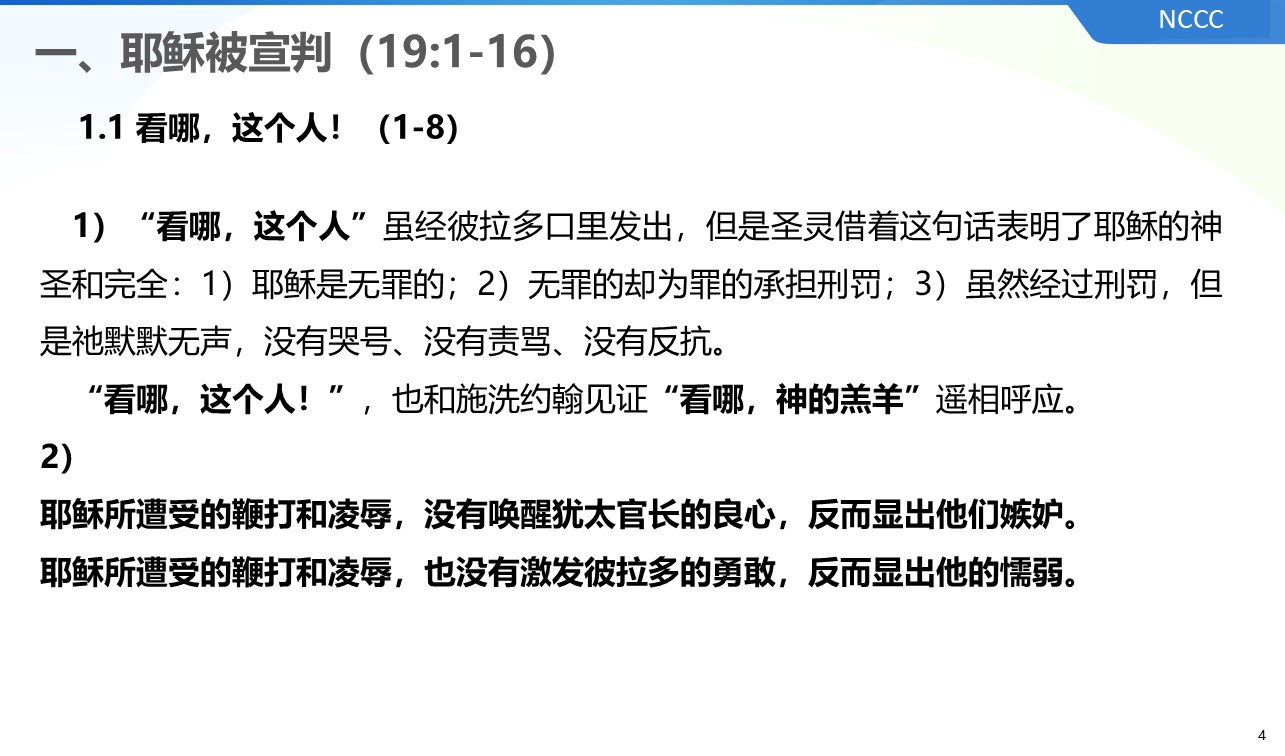 NCCC
一、耶稣被宣判（19:1-16）
1.1 看哪，这个人！（1-8）
1）“看哪，这个人”虽经彼拉多口里发出，但是圣灵借着这句话表明了耶稣的神
圣和完全：1）耶稣是无罪的；2）无罪的却为罪的承担刑罚；3）虽然经过刑罚，但
是祂默默无声，没有哭号、没有责骂、没有反抗。
“看哪，这个人！”，也和施洗约翰见证“看哪，神的羔羊”遥相呼应。
2）
耶稣所遭受的鞭打和凌辱，没有唤醒犹太官长的良心，反而显出他们嫉妒。
耶稣所遭受的鞭打和凌辱，也没有激发彼拉多的勇敢，反而显出他的懦弱。
4